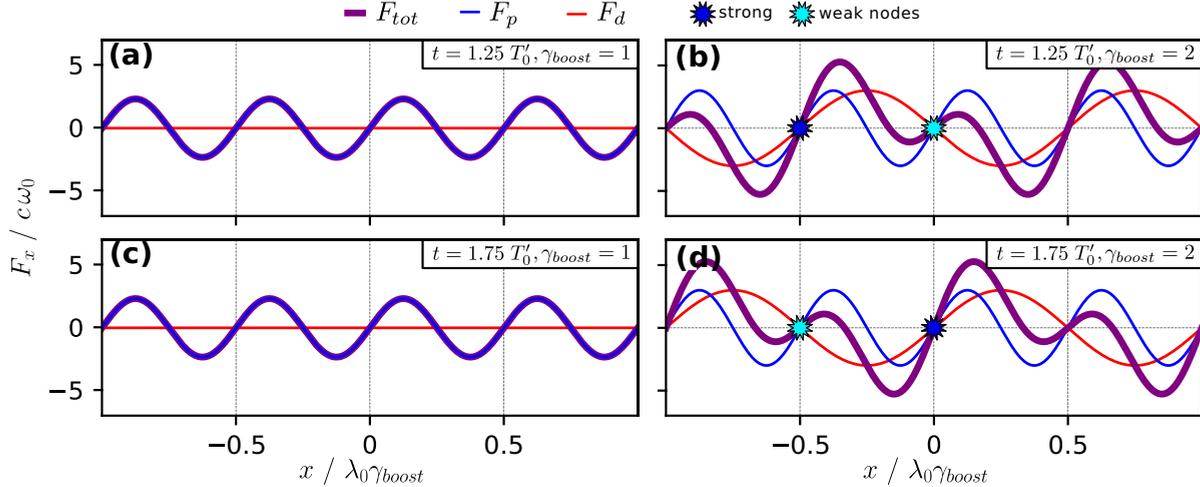 F_tot F_p F_d strong weak nodes
(a) t = 1.25 T'_0, γ_boost = 1
(b) t = 1.25 T'_0, γ_boost = 2
5
0
−5
F_x / c ω_0
(c) t = 1.75 T'_0, γ_boost = 1
(d) t = 1.75 T'_0, γ_boost = 2
5
0
−5
−0.5 0 0.5
−0.5 0 0.5
x / λ_0γ_boost
x / λ_0γ_boost